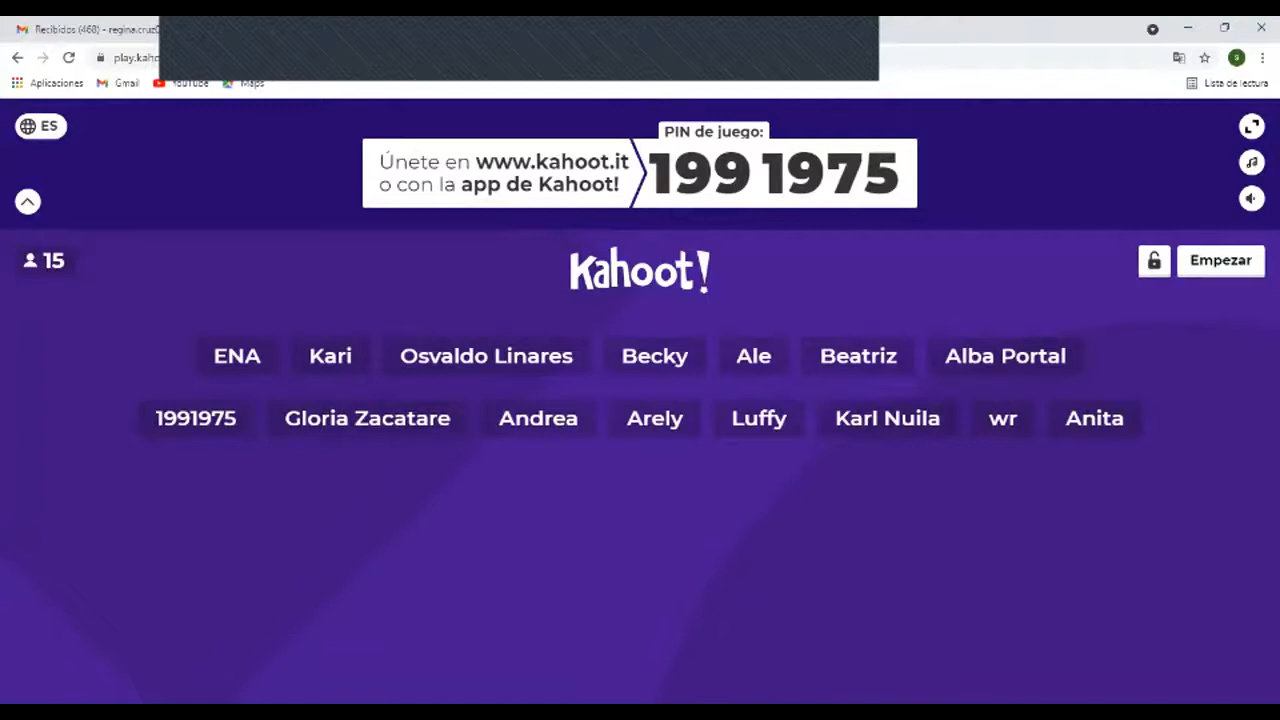 Recibidos (468) - regina.cruz
play.kaho
Aplicaciones Gmail YouTube Maps Lista de lectura
ES
PIN de juego:
Únete en www.kahoot.it
o con la app de Kahoot!
199 1975
15
Kahoot!
Empezar
ENA Kari Osvaldo Linares Becky Ale Beatriz Alba Portal
1991975 Gloria Zacatare Andrea Arely Luffy Karl Nuila wr Anita